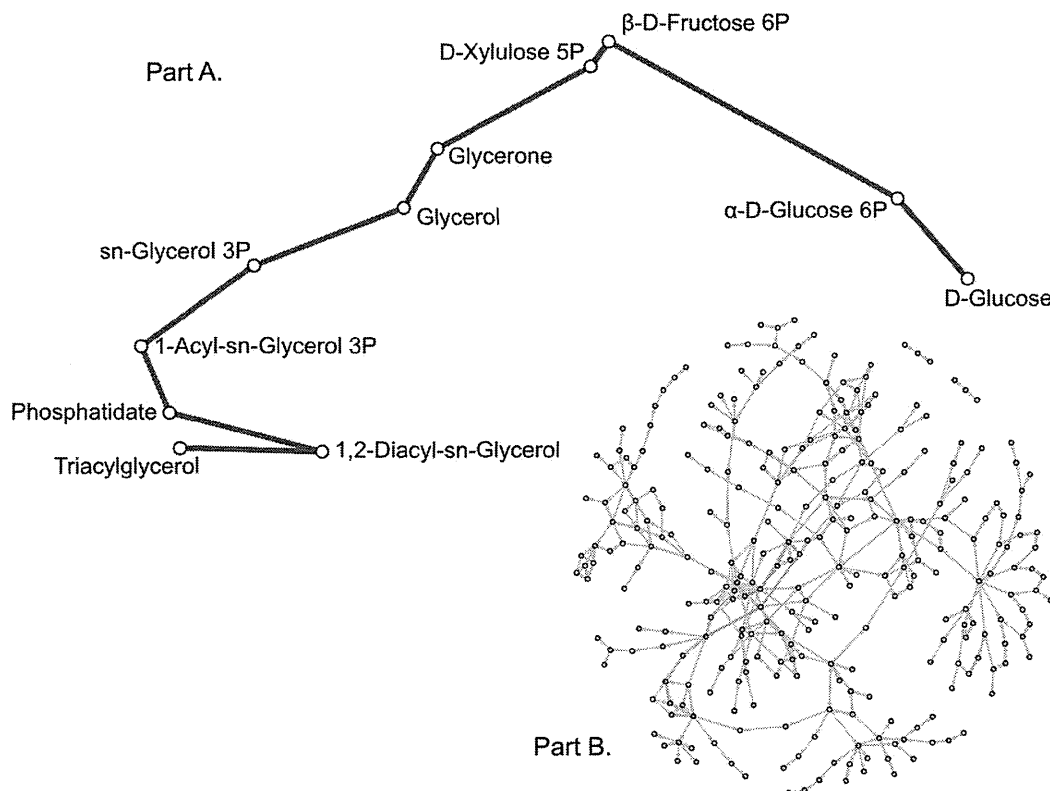 β-D-Fructose 6P
D-Xylulose 5P
Part A.
Glycerone
α-D-Glucose 6P
Glycerol
sn-Glycerol 3P
D-Glucose
1-Acyl-sn-Glycerol 3P
Phosphatidate
1,2-Diacyl-sn-Glycerol
Triacylglycerol
Part B.